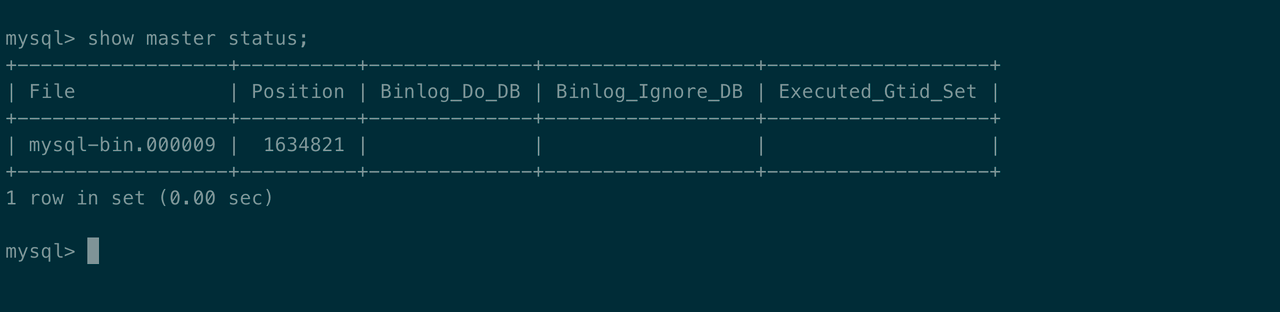 mysql> show master status;
+------------------+----------+--------------+------------------+-------------------+
| File             | Position | Binlog_Do_DB | Binlog_Ignore_DB | Executed_Gtid_Set |
+------------------+----------+--------------+------------------+-------------------+
| mysql-bin.000009 |  1634821 |              |                  |                   |
+------------------+----------+--------------+------------------+-------------------+
1 row in set (0.00 sec)
mysql>